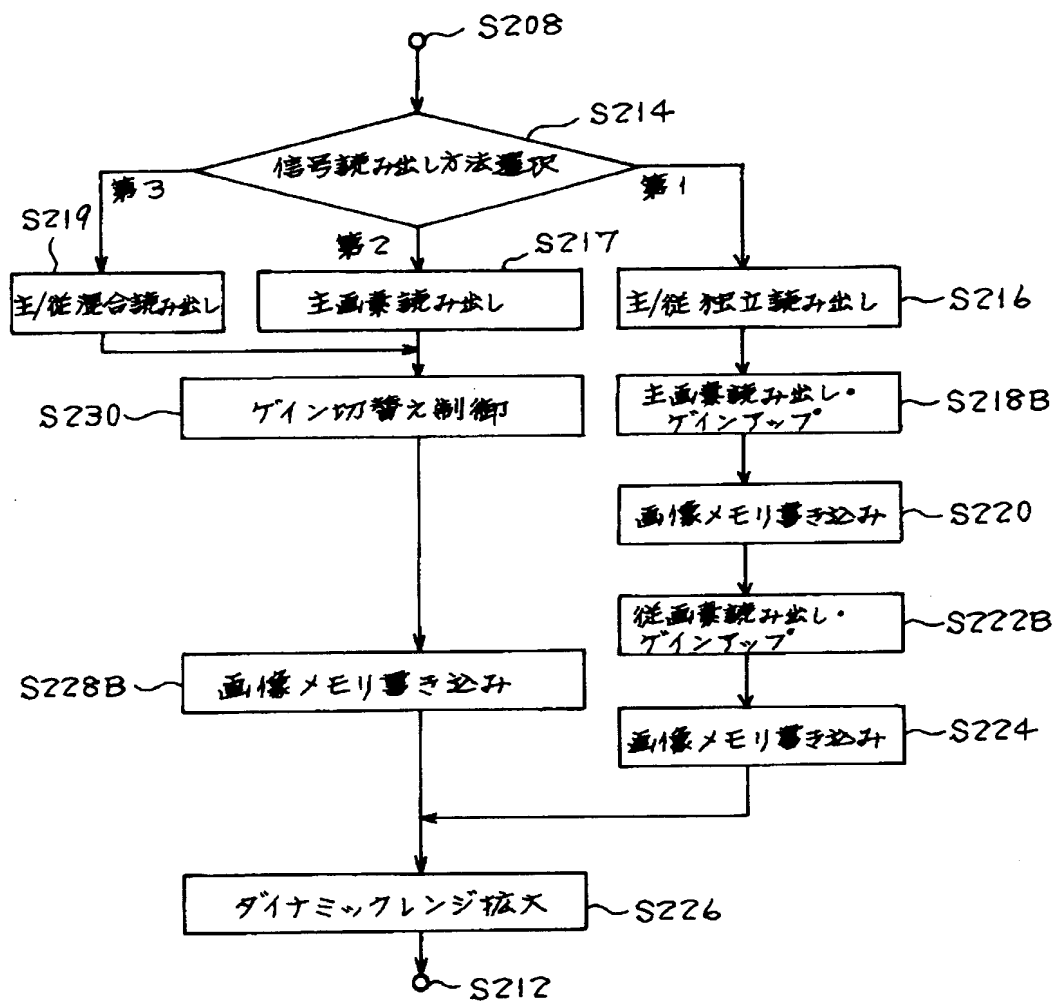 S208
S214
信号読み出し方法選択
第3
第1
S219
第2
S217
主/従混合読み出し
主画素読み出し
主/従独立読み出し
S216
S230
ゲイン切替え制御
主画素読み出し・
ゲインアップ
S218B
画像メモリ書き込み
S220
従画素読み出し・
ゲインアップ
S222B
S228B
画像メモリ書き込み
画像メモリ書き込み
S224
ダイナミックレンジ拡大
S226
S212